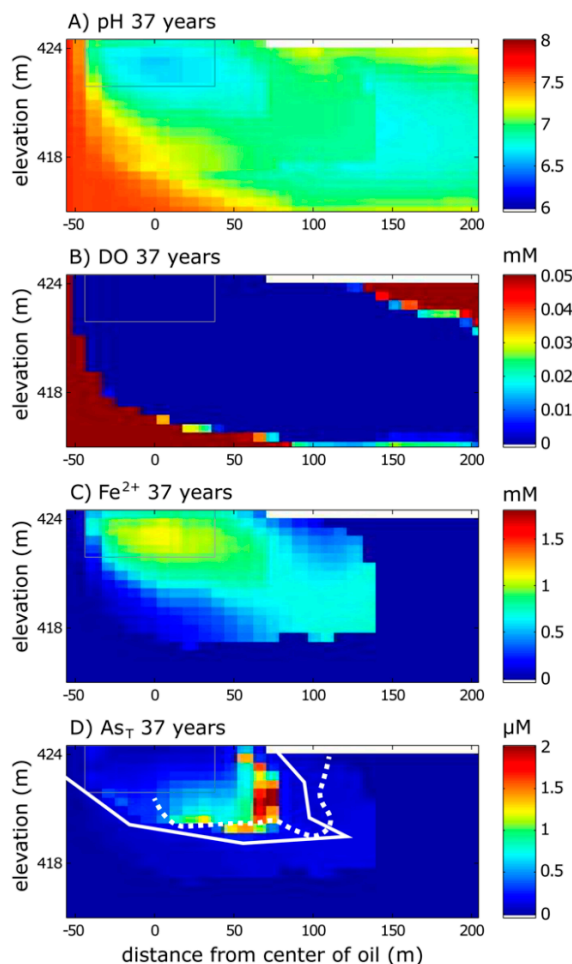 A) pH 37 years
elevation (m)
424
418
-50 0 50 100 150 200
8
7.5
7
6.5
6
B) DO 37 years
mM
elevation (m)
424
418
-50 0 50 100 150 200
0.05
0.04
0.03
0.02
0.01
0
C) Fe²⁺ 37 years
mM
elevation (m)
424
418
-50 0 50 100 150 200
1.5
1
0.5
0
D) As_T 37 years
µM
elevation (m)
424
418
-50 0 50 100 150 200
2
1.5
1
0.5
0
distance from center of oil (m)